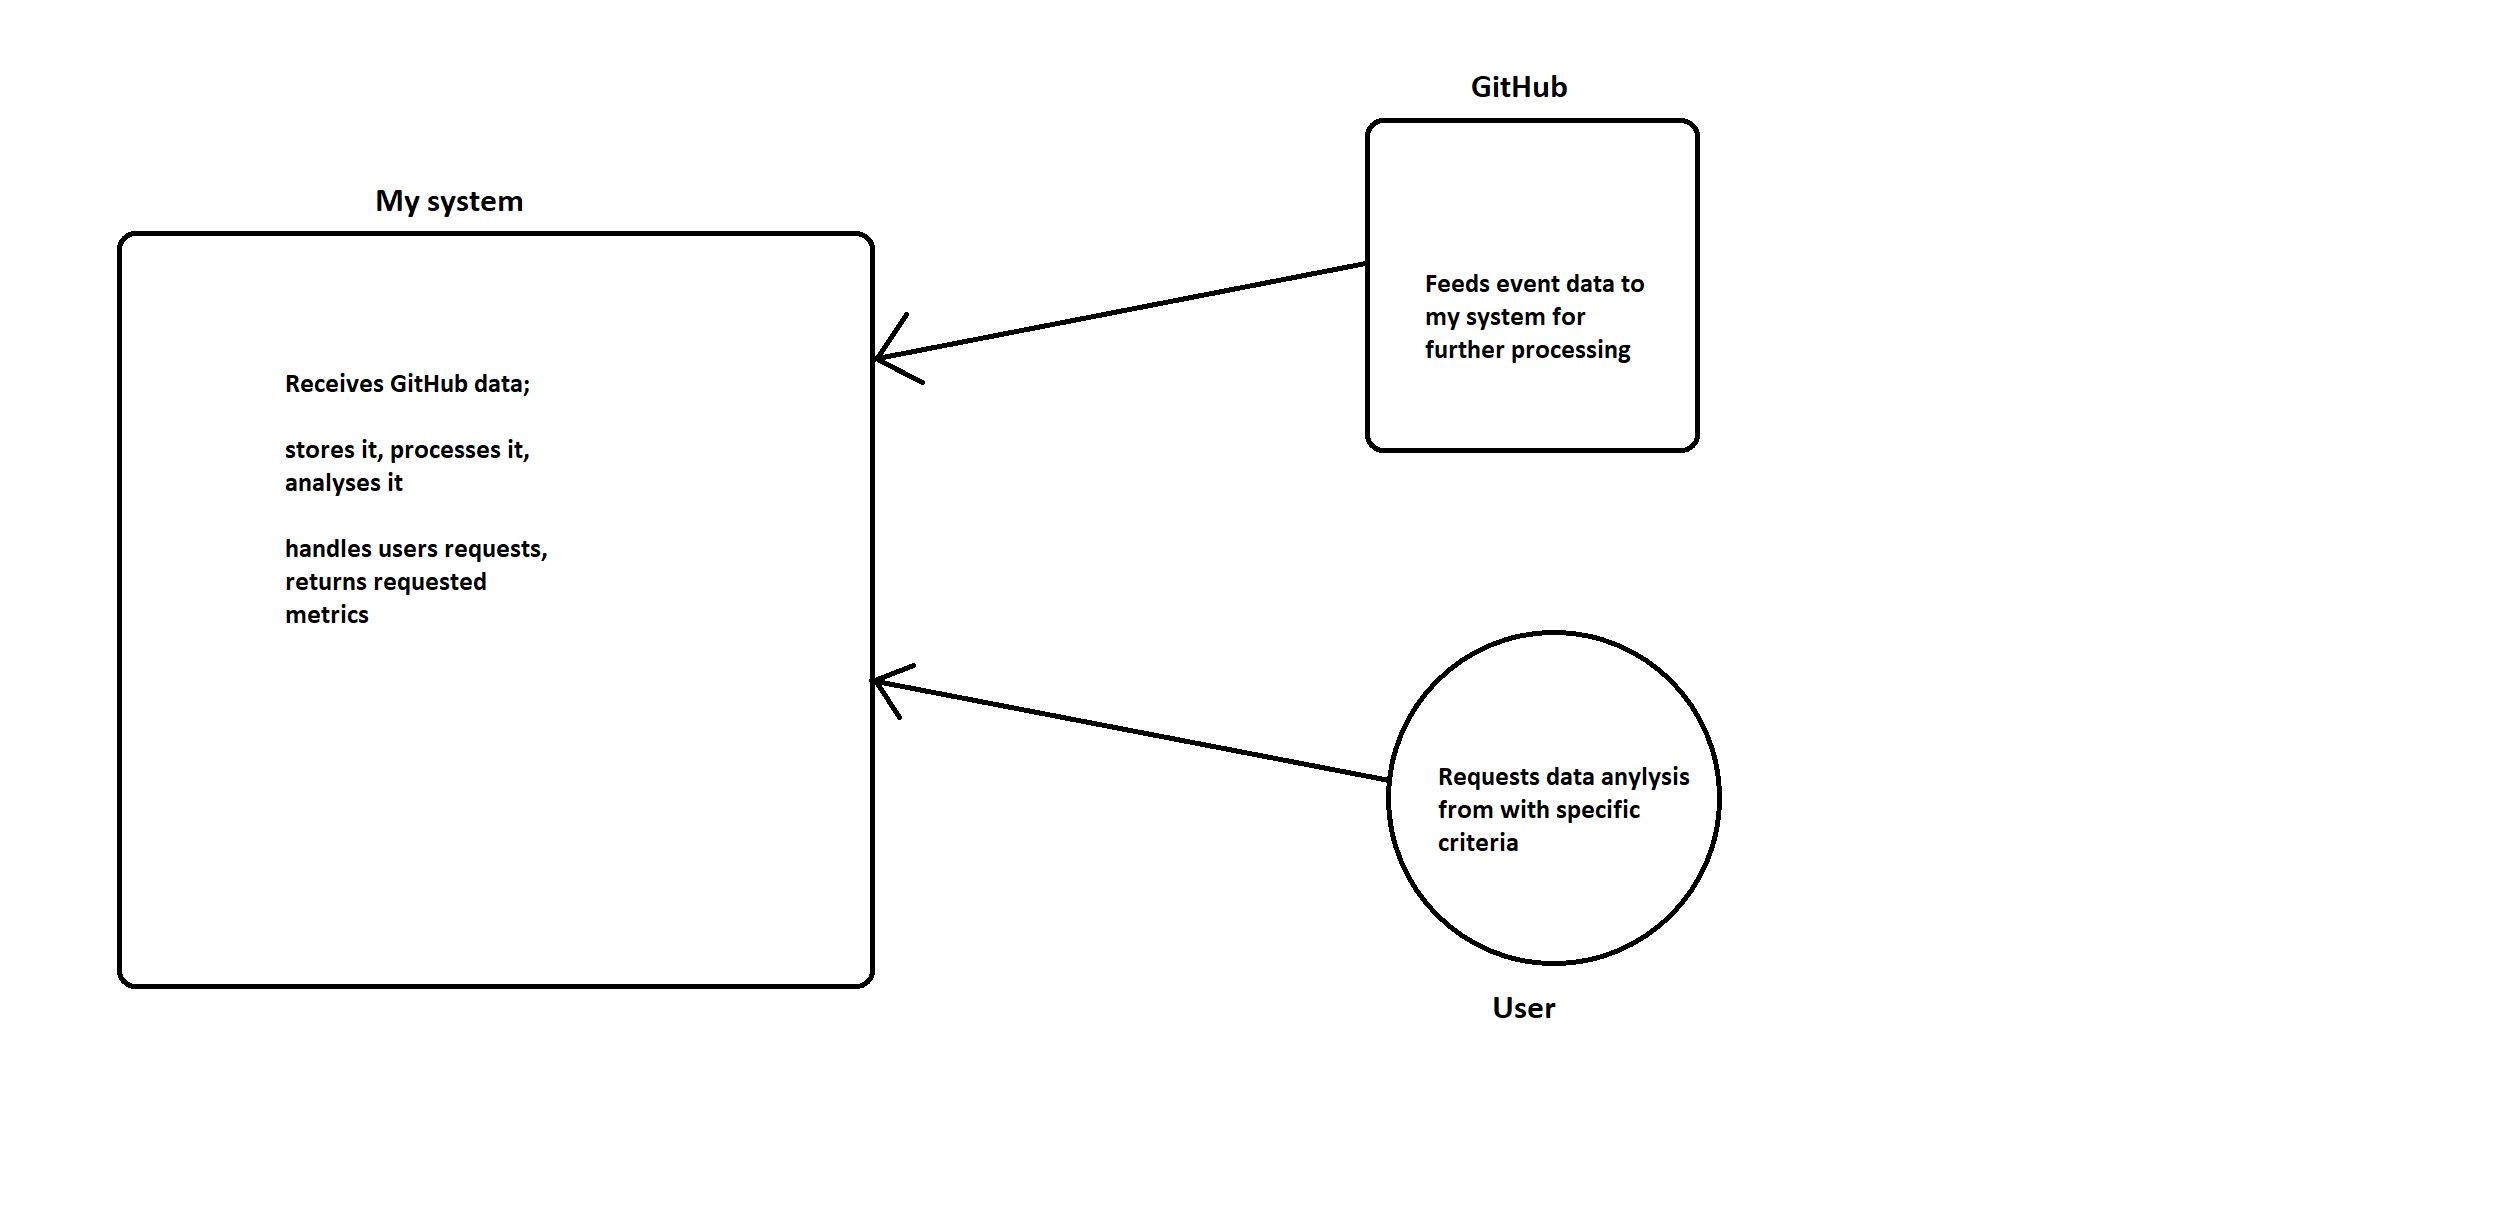 GitHub
My system
Feeds event data to
my system for
further processing
Receives GitHub data;
stores it, processes it,
analyses it
handles users requests,
returns requested
metrics
Requests data anylysis
from with specific
criteria
User